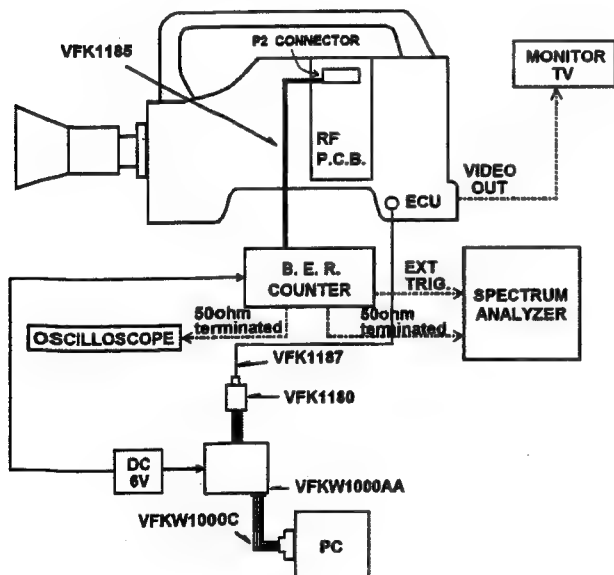 P2 CONNECTOR
VFK1185
MONITOR
TV
RF
P.C.B.
VIDEO
OUT
ECU
B. E. R.
COUNTER
EXT
TRIG.
SPECTRUM
ANALYZER
50ohm
terminated
50ohm
terminated
OSCILLOSCOPE
VFK1187
VFK1180
DC
6V
VFKW1000AA
VFKW1000C
PC